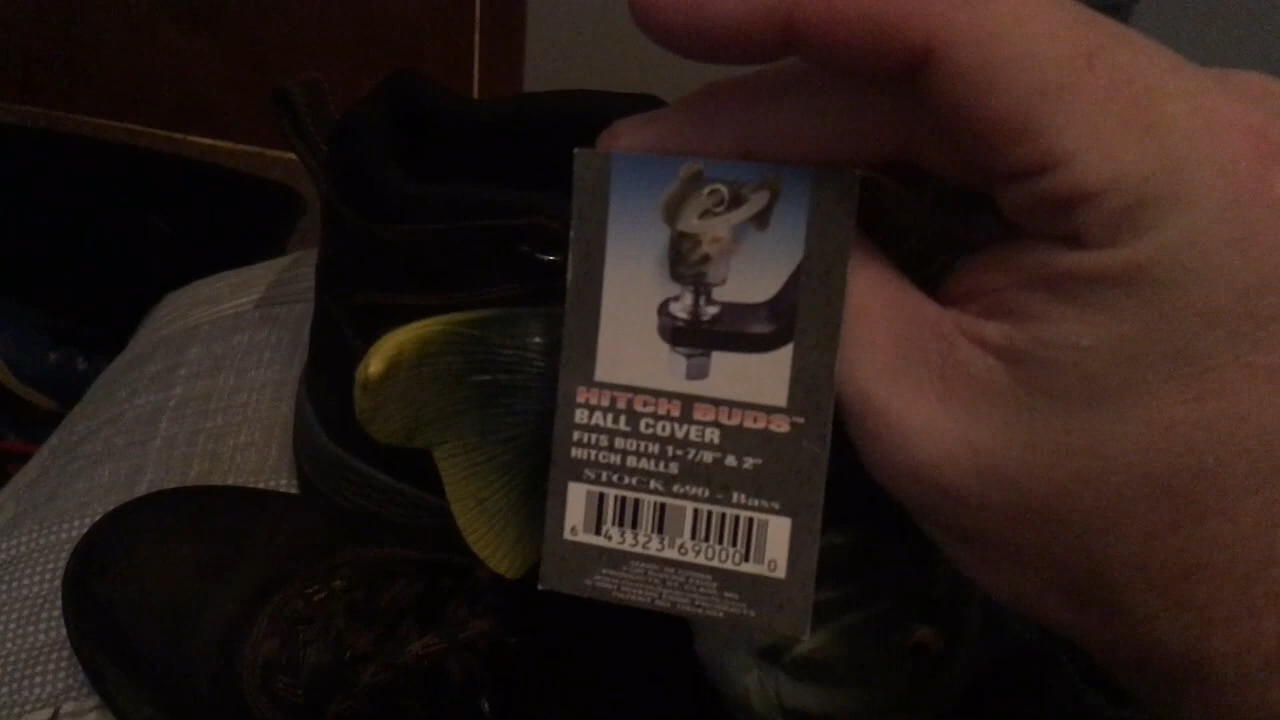 HITCH BUDS™
BALL COVER
FITS BOTH 1-7/8" & 2"
HITCH BALLS
STOCK 690 - Bass
6 43323 69000 0